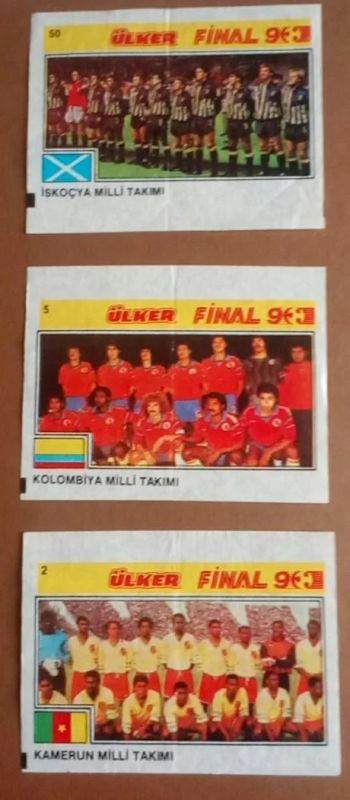 50
ÜLKER FİNAL 90
İSKOÇYA MİLLİ TAKIMI
5
ÜLKER FİNAL 90
KOLOMBİYA MİLLİ TAKIMI
2
ÜLKER FİNAL 90
KAMERUN MİLLİ TAKIMI